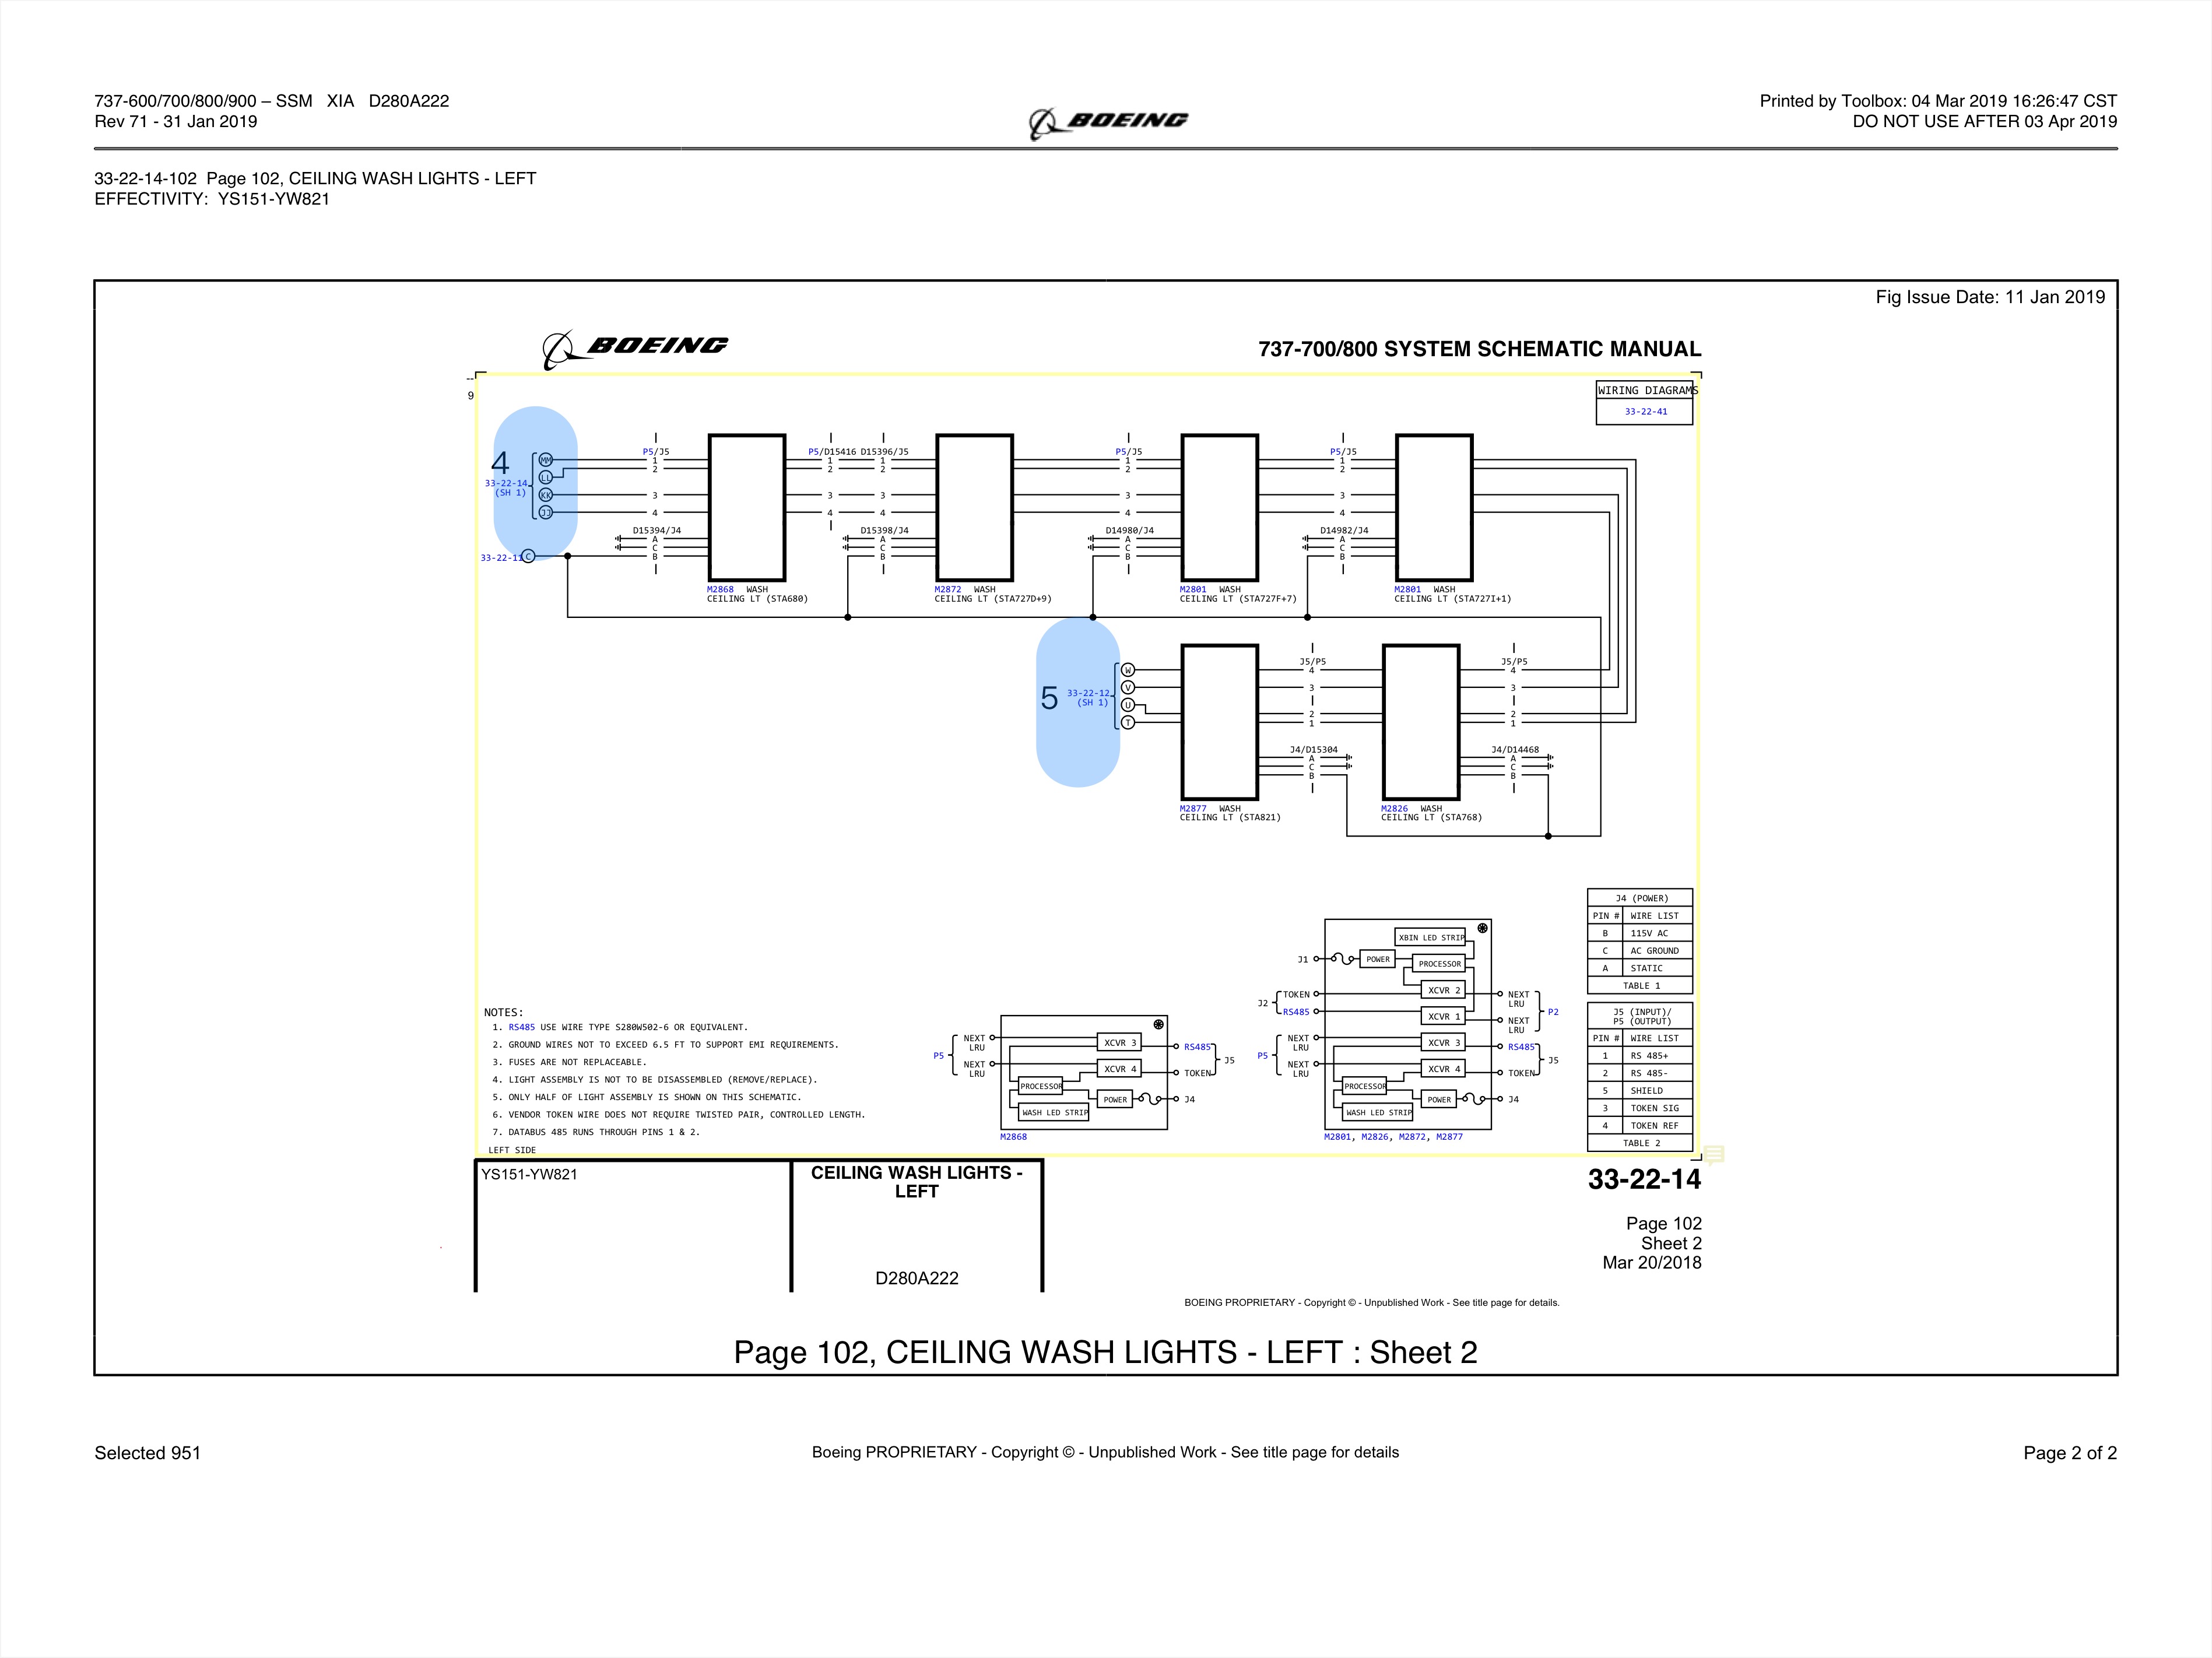 737-600/700/800/900 – SSM XIA D280A222
Rev 71 - 31 Jan 2019
BOEING
Printed by Toolbox: 04 Mar 2019 16:26:47 CST
DO NOT USE AFTER 03 Apr 2019
33-22-14-102 Page 102, CEILING WASH LIGHTS - LEFT
EFFECTIVITY: YS151-YW821
Fig Issue Date: 11 Jan 2019
BOEING
737-700/800 SYSTEM SCHEMATIC MANUAL
--
9
WIRING DIAGRAMS
33-22-41
4
33-22-14
(SH 1)
MM
LL
KK
JJ
33-22-11
C
P5/J5
1
2
3
4
D15394/J4
A
C
B
M2868 WASH
CEILING LT (STA680)
P5/D15416
1
2
3
4
D15396/J5
1
2
3
4
D15398/J4
A
C
B
M2872 WASH
CEILING LT (STA727D+9)
P5/J5
1
2
3
4
D14980/J4
A
C
B
M2801 WASH
CEILING LT (STA727F+7)
P5/J5
1
2
3
4
D14982/J4
A
C
B
M2801 WASH
CEILING LT (STA727I+1)
5
33-22-12
(SH 1)
W
V
U
T
J5/P5
4
3
2
1
J4/D15304
A
C
B
M2877 WASH
CEILING LT (STA821)
J5/P5
4
3
2
1
J4/D14468
A
C
B
M2826 WASH
CEILING LT (STA768)
NOTES:
1. RS485 USE WIRE TYPE S280W502-6 OR EQUIVALENT.
2. GROUND WIRES NOT TO EXCEED 6.5 FT TO SUPPORT EMI REQUIREMENTS.
3. FUSES ARE NOT REPLACEABLE.
4. LIGHT ASSEMBLY IS NOT TO BE DISASSEMBLED (REMOVE/REPLACE).
5. ONLY HALF OF LIGHT ASSEMBLY IS SHOWN ON THIS SCHEMATIC.
6. VENDOR TOKEN WIRE DOES NOT REQUIRE TWISTED PAIR, CONTROLLED LENGTH.
7. DATABUS 485 RUNS THROUGH PINS 1 & 2.
LEFT SIDE
P5
NEXT
LRU
NEXT
LRU
XCVR 3
XCVR 4
PROCESSOR
POWER
WASH LED STRIP
RS485
TOKEN
J5
J4
M2868
XBIN LED STRIP
J1
POWER
PROCESSOR
J2
TOKEN
RS485
XCVR 2
XCVR 1
NEXT
LRU
NEXT
LRU
P2
P5
NEXT
LRU
NEXT
LRU
XCVR 3
XCVR 4
PROCESSOR
POWER
WASH LED STRIP
RS485
TOKEN
J5
J4
M2801, M2826, M2872, M2877
J4 (POWER)
PIN # WIRE LIST
B 115V AC
C AC GROUND
A STATIC
TABLE 1
J5 (INPUT)/
P5 (OUTPUT)
PIN # WIRE LIST
1 RS 485+
2 RS 485-
5 SHIELD
3 TOKEN SIG
4 TOKEN REF
TABLE 2
YS151-YW821
CEILING WASH LIGHTS -
LEFT
D280A222
33-22-14
Page 102
Sheet 2
Mar 20/2018
BOEING PROPRIETARY - Copyright © - Unpublished Work - See title page for details.
Page 102, CEILING WASH LIGHTS - LEFT : Sheet 2
Selected 951
Boeing PROPRIETARY - Copyright © - Unpublished Work - See title page for details
Page 2 of 2